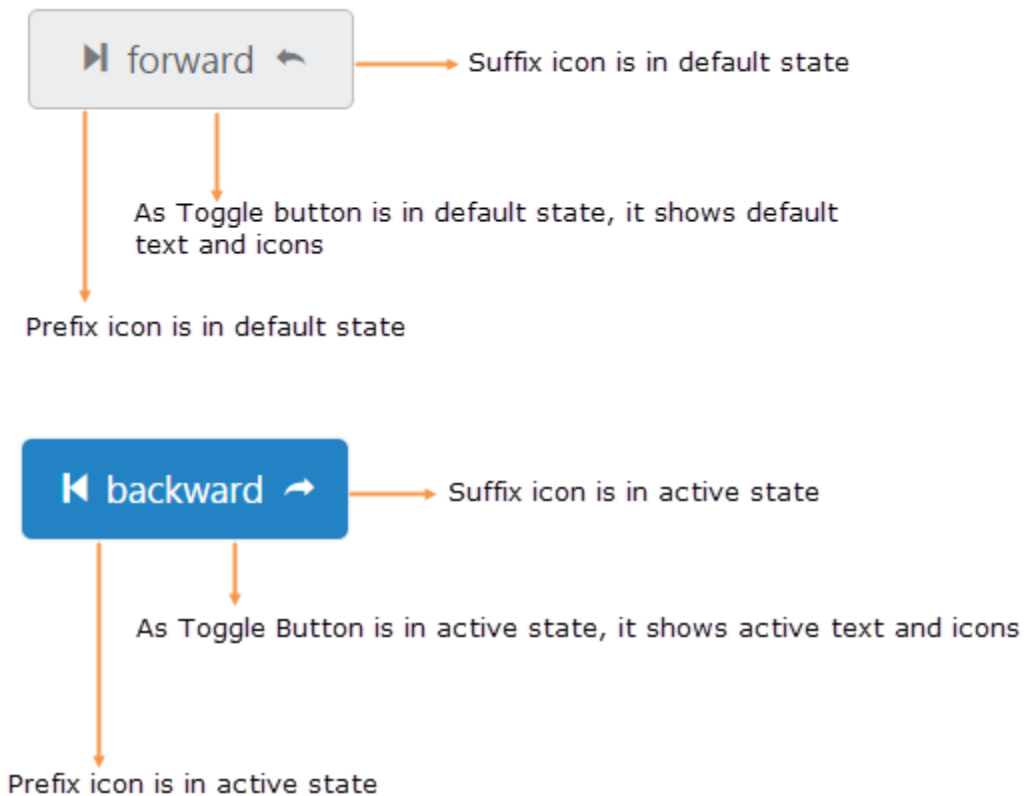 forward
Suffix icon is in default state
As Toggle button is in default state, it shows default
text and icons
Prefix icon is in default state
backward
Suffix icon is in active state
As Toggle Button is in active state, it shows active text and icons
Prefix icon is in active state